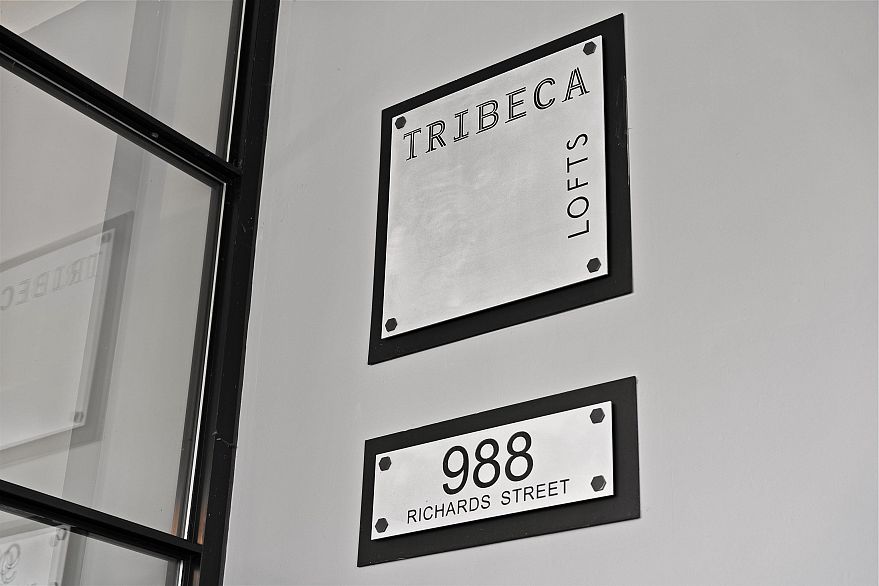 TRIBECA
LOFTS
988
RICHARDS STREET